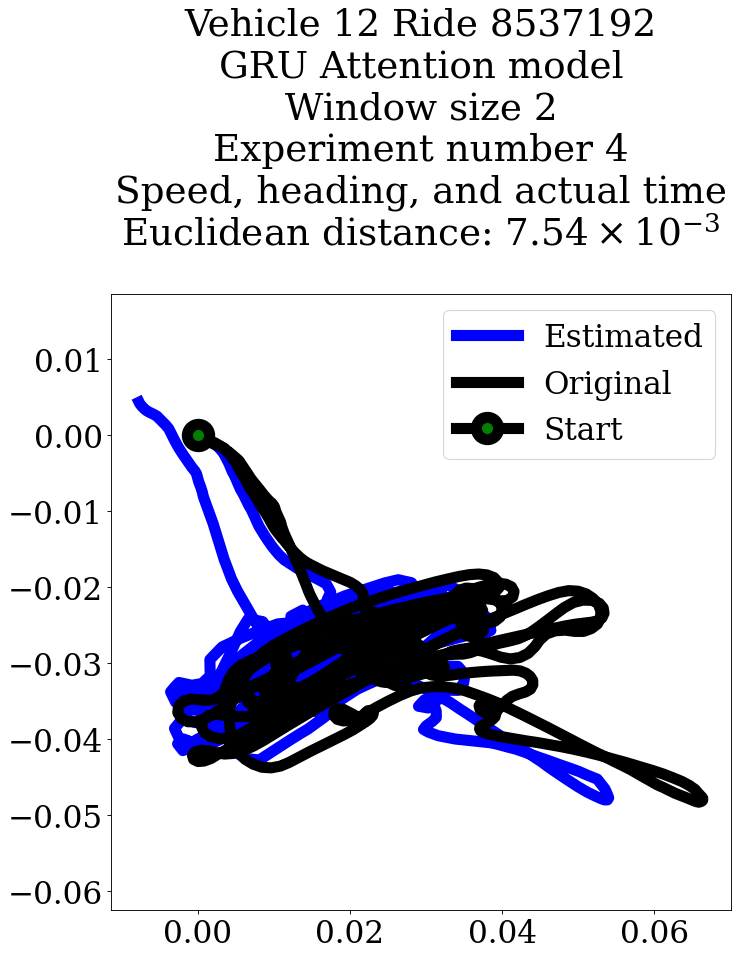 Vehicle 12 Ride 8537192
GRU Attention model
Window size 2
Experiment number 4
Speed, heading, and actual time
Euclidean distance: 7.54 × 10⁻³
Estimated
Original
Start
0.01
0.00
−0.01
−0.02
−0.03
−0.04
−0.05
−0.06
0.00 0.02 0.04 0.06